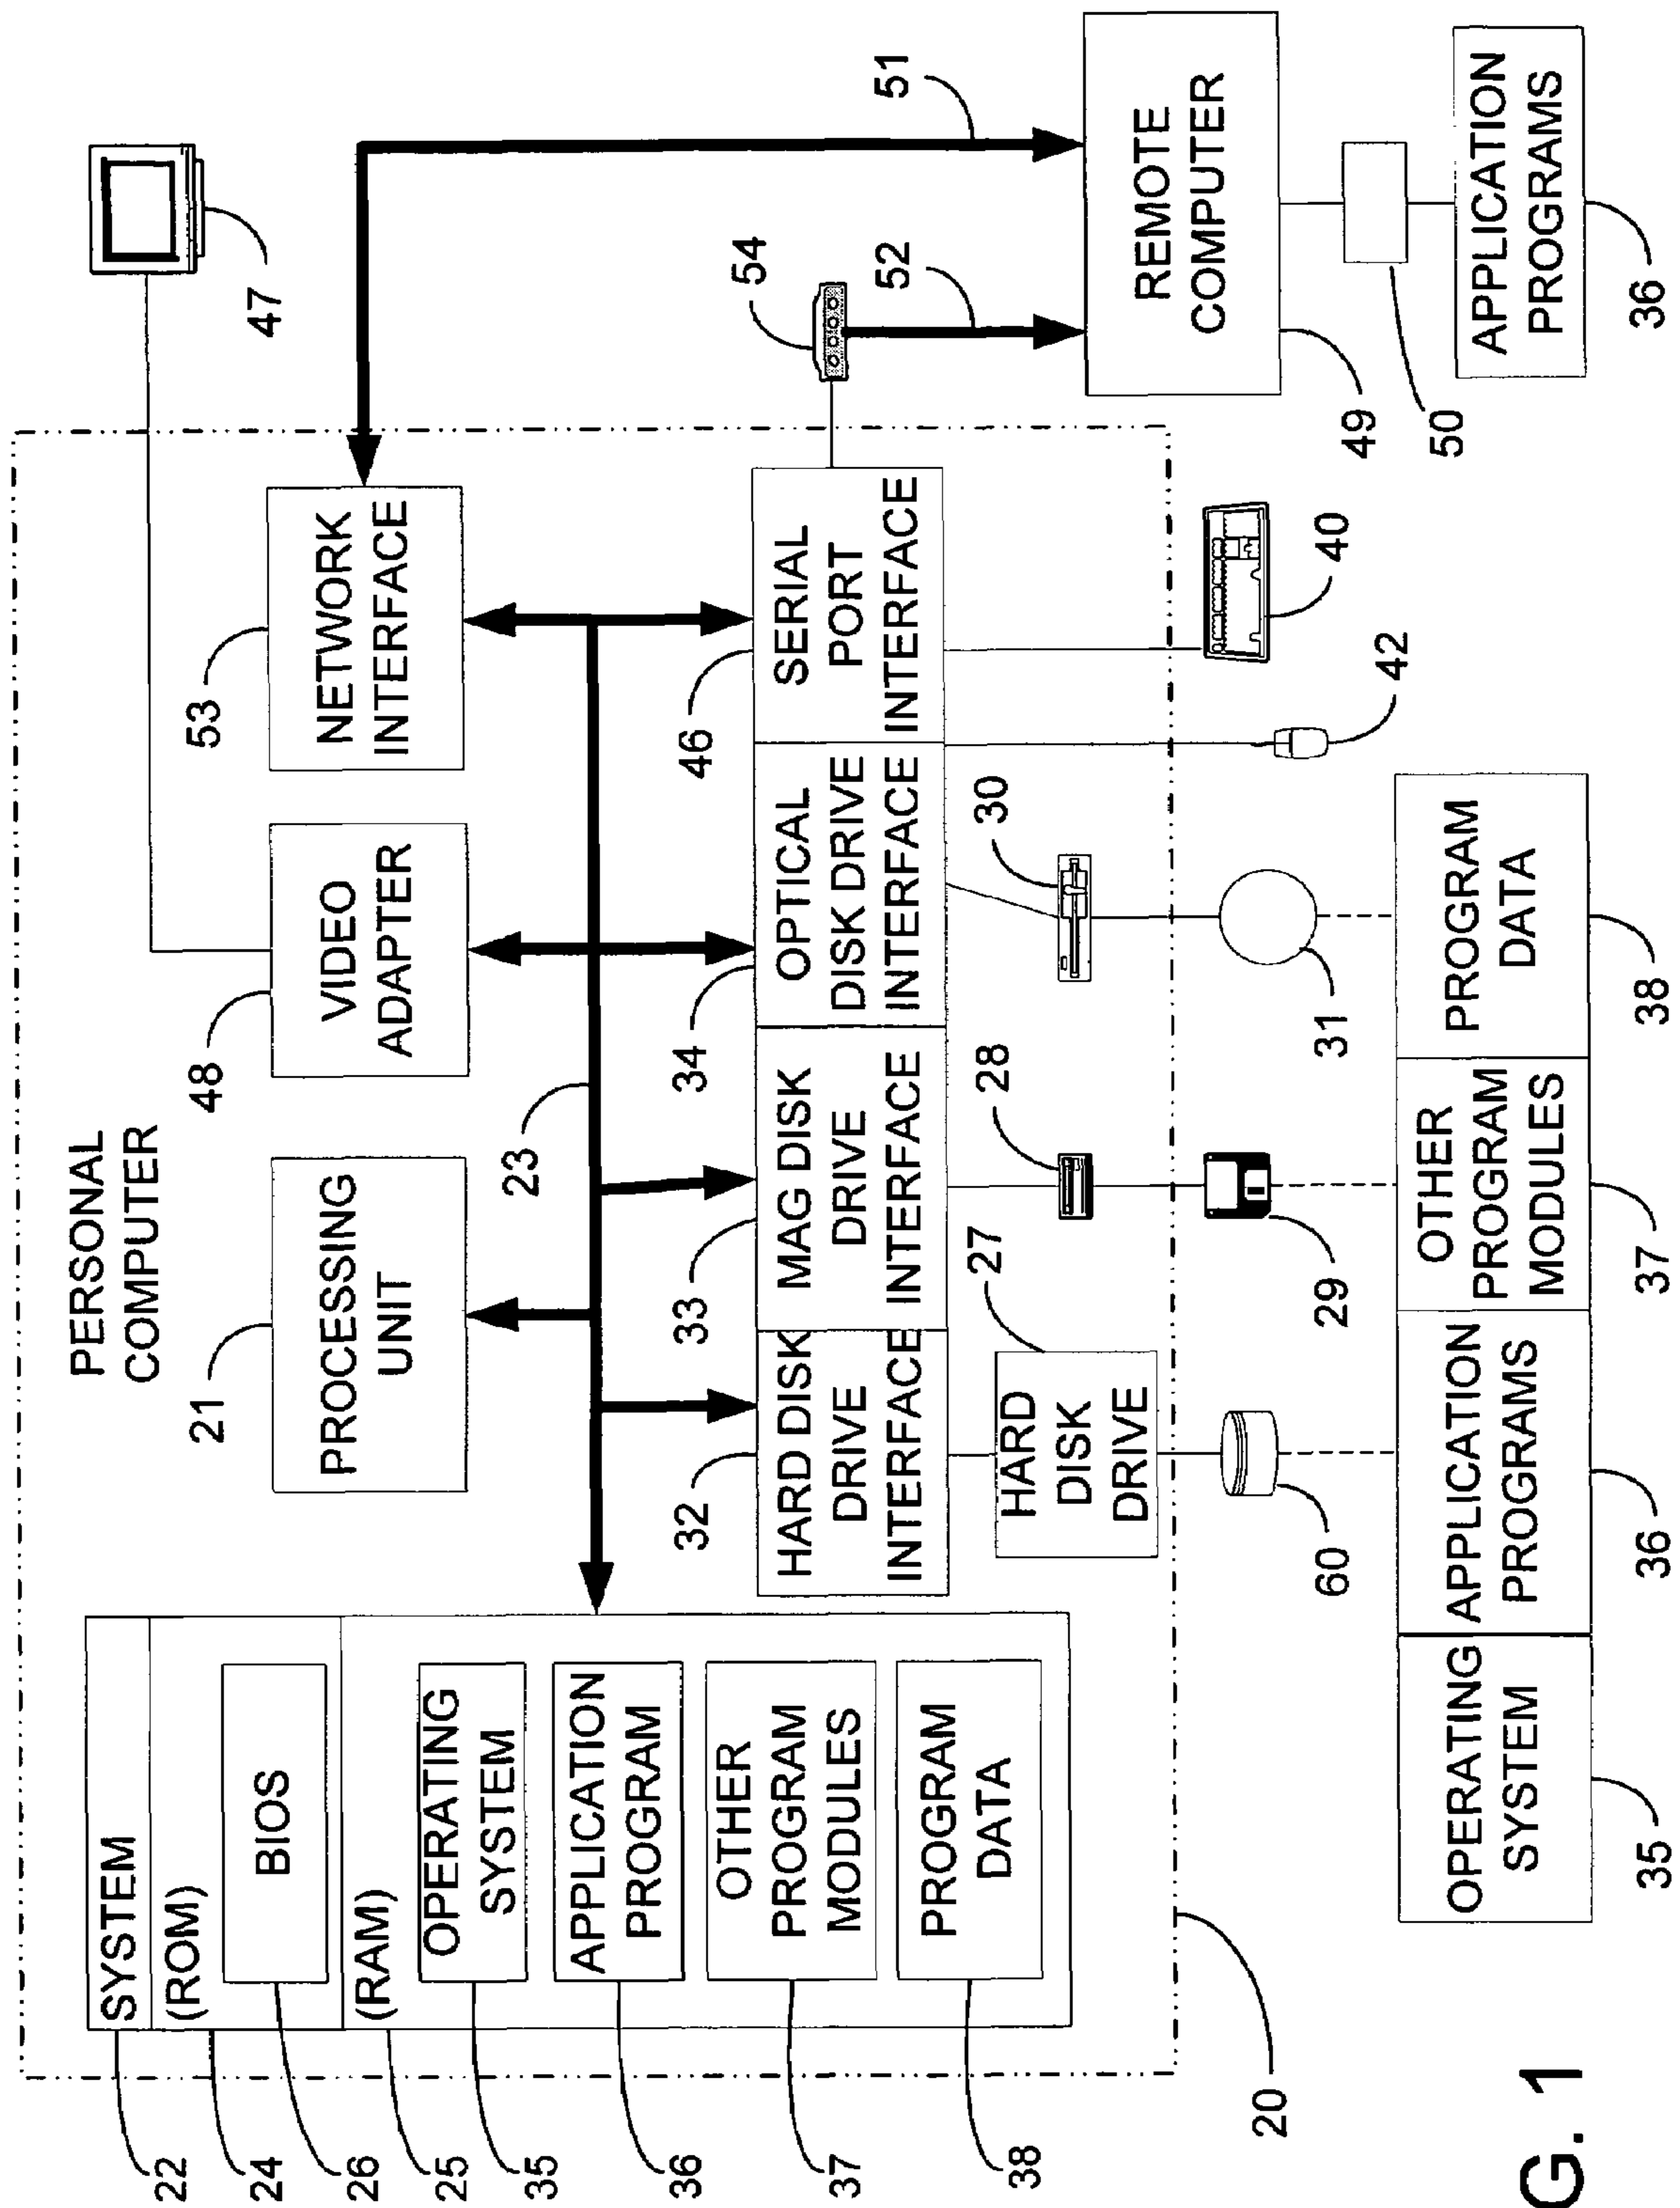 PERSONAL
COMPUTER
22
SYSTEM
24
(ROM)
26
BIOS
25
(RAM)
35
OPERATING
SYSTEM
36
APPLICATION
PROGRAM
37
OTHER
PROGRAM
MODULES
38
PROGRAM
DATA
21
PROCESSING
UNIT
48
VIDEO
ADAPTER
53
NETWORK
INTERFACE
47
23
32
HARD DISK
DRIVE
INTERFACE
33
MAG DISK
DRIVE
INTERFACE
34
OPTICAL
DISK DRIVE
INTERFACE
46
SERIAL
PORT
INTERFACE
54
52
51
27
HARD
DISK
DRIVE
28
30
60
29
31
42
40
20
REMOTE
COMPUTER
49
50
APPLICATION
PROGRAMS
36
OPERATING
SYSTEM
35
APPLICATION
PROGRAMS
36
OTHER
PROGRAM
MODULES
37
PROGRAM
DATA
38
G. 1